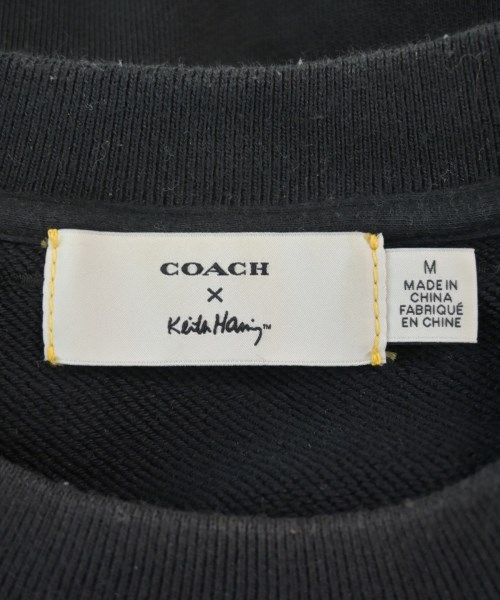 COACH
×
Keith Haring™
M
MADE IN
CHINA
FABRIQUÉ
EN CHINE